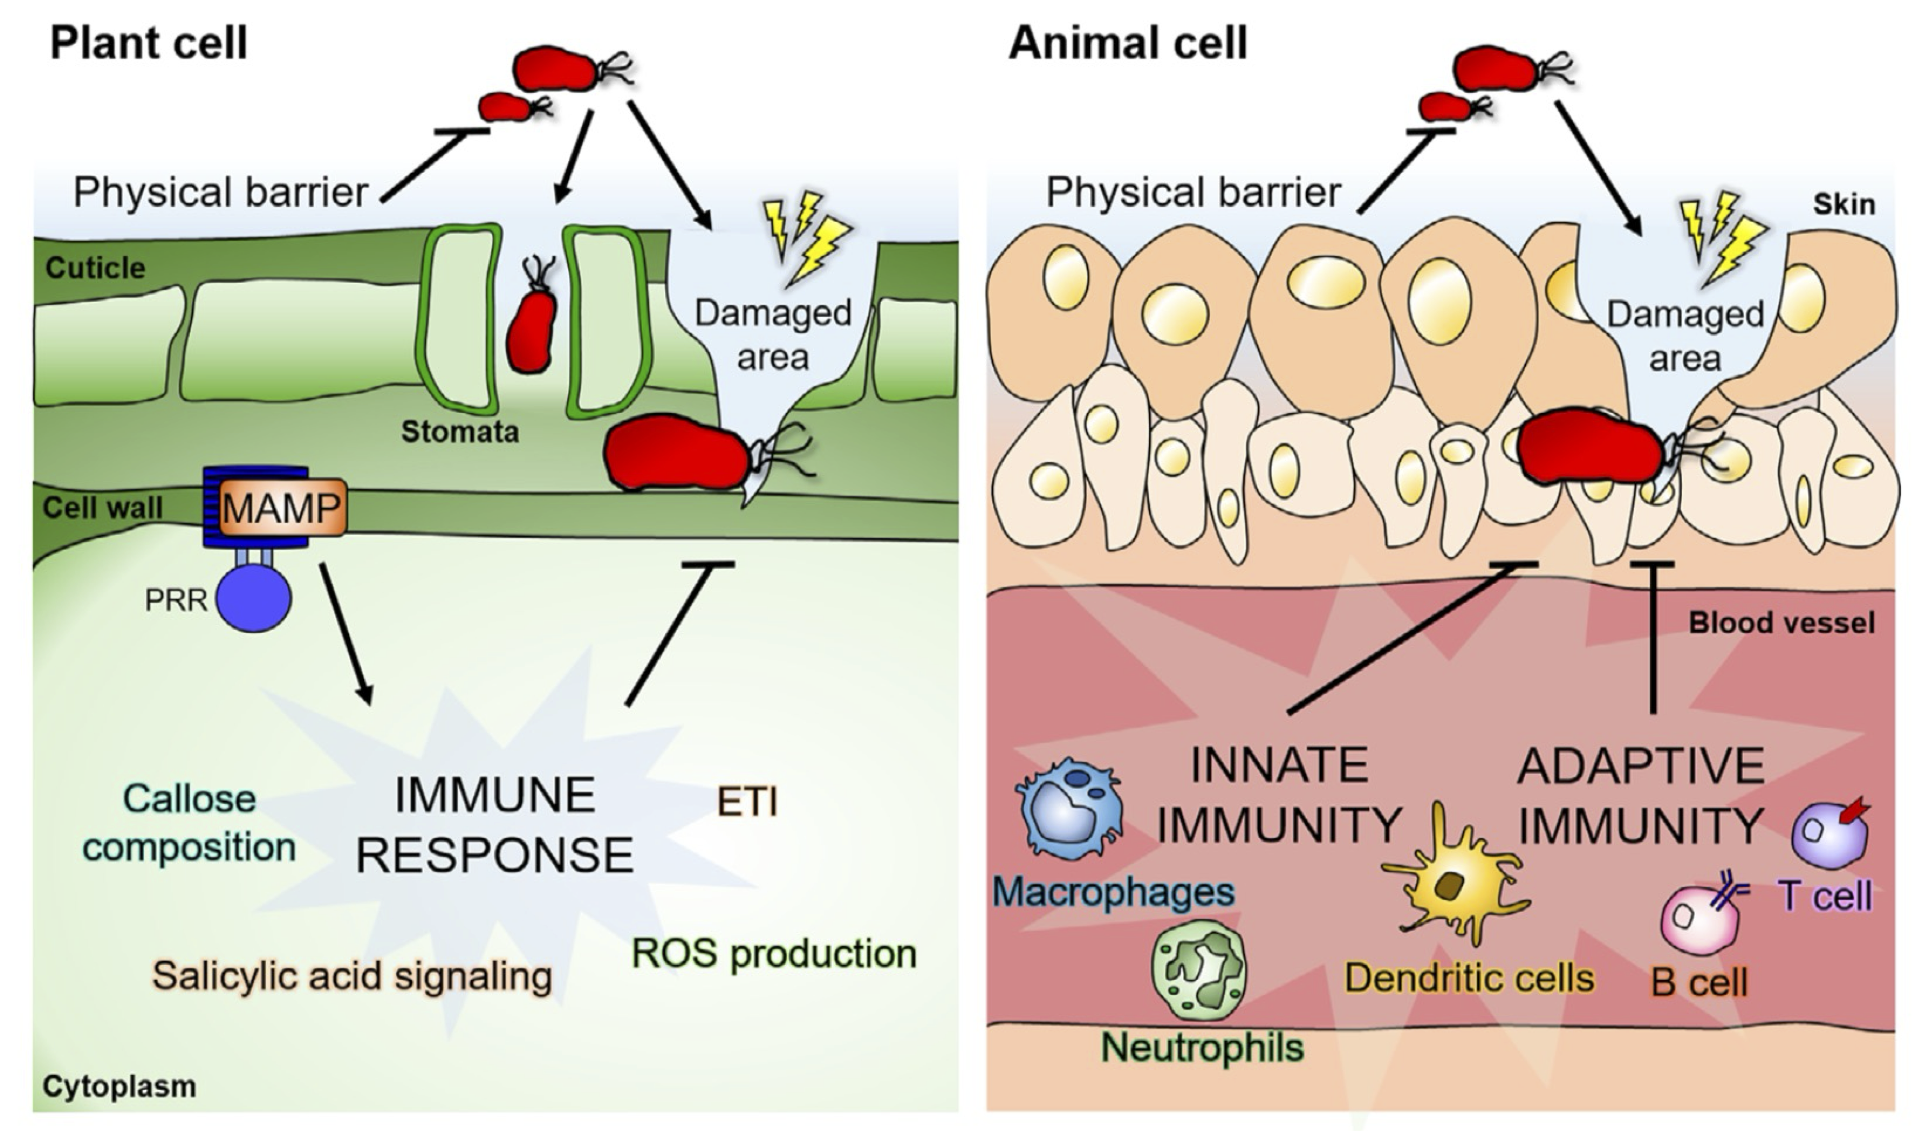 Plant cell
Physical barrier
Cuticle
Damaged
area
Stomata
Cell wall
MAMP
PRR
IMMUNE
RESPONSE
Callose
composition
ETI
Salicylic acid signaling
ROS production
Cytoplasm
Animal cell
Physical barrier
Skin
Damaged
area
Blood vessel
INNATE
IMMUNITY
ADAPTIVE
IMMUNITY
Macrophages
T cell
Dendritic cells
B cell
Neutrophils